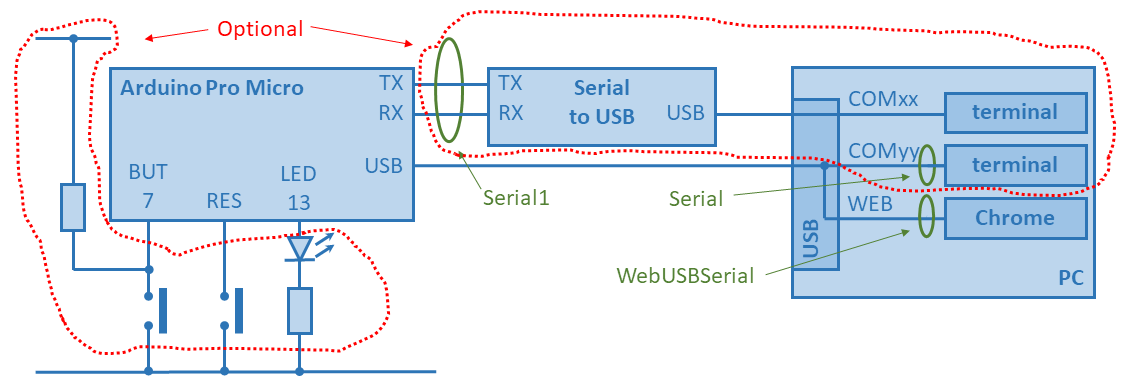 Optional
Arduino Pro Micro
TX
RX
USB
BUT
7
RES
LED
13
TX
RX
Serial
to USB
USB
Serial1
Serial
WebUSBSerial
COMxx
terminal
COMyy
terminal
WEB
Chrome
USB
PC